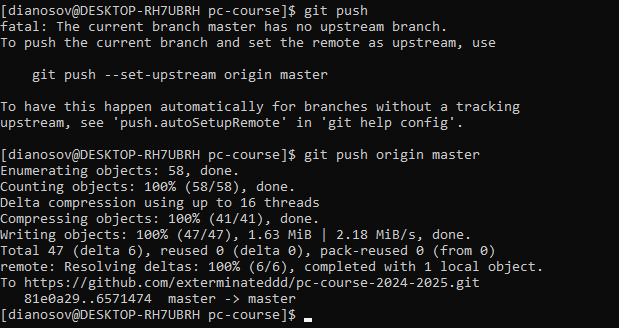 [dianosov@DESKTOP-RH7UBRH pc-course]$ git push
fatal: The current branch master has no upstream branch.
To push the current branch and set the remote as upstream, use
    git push --set-upstream origin master
To have this happen automatically for branches without a tracking
upstream, see 'push.autoSetupRemote' in 'git help config'.
[dianosov@DESKTOP-RH7UBRH pc-course]$ git push origin master
Enumerating objects: 58, done.
Counting objects: 100% (58/58), done.
Delta compression using up to 16 threads
Compressing objects: 100% (41/41), done.
Writing objects: 100% (47/47), 1.63 MiB | 2.18 MiB/s, done.
Total 47 (delta 6), reused 0 (delta 0), pack-reused 0 (from 0)
remote: Resolving deltas: 100% (6/6), completed with 1 local object.
To https://github.com/exterminateddd/pc-course-2024-2025.git
   81e0a29..6571474  master -> master
[dianosov@DESKTOP-RH7UBRH pc-course]$